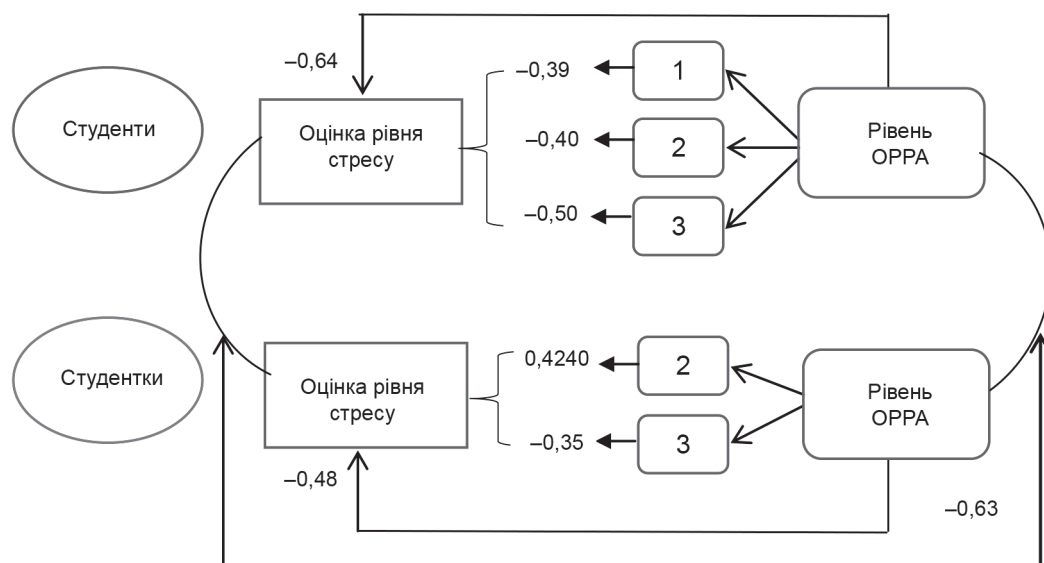 –0,64
Студенти
Оцінка рівня
стресу
–0,39
1
–0,40
2
–0,50
3
Рівень
ОРРА
Студентки
Оцінка рівня
стресу
0,4240
2
–0,35
3
Рівень
ОРРА
–0,48
–0,63